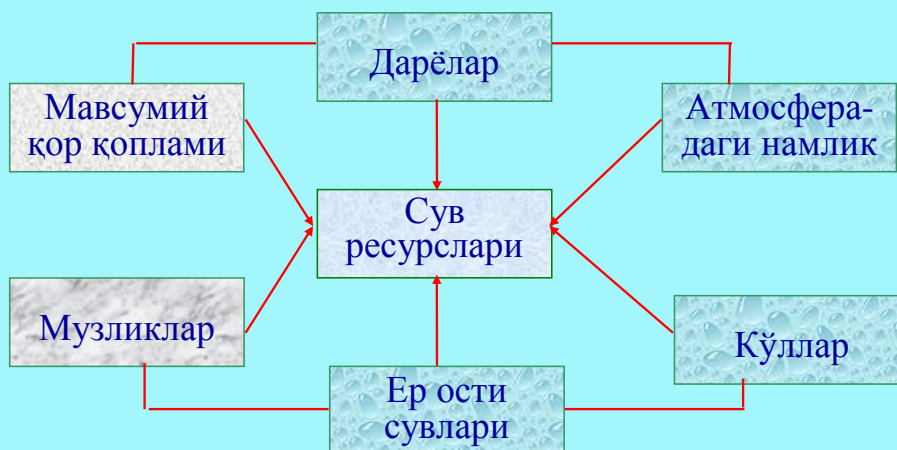 Дарёлар
Мавсумий
қор қоплами
Атмосфера-
даги намлик
Сув
ресурслари
Музликлар
Кўллар
Ер ости
сувлари